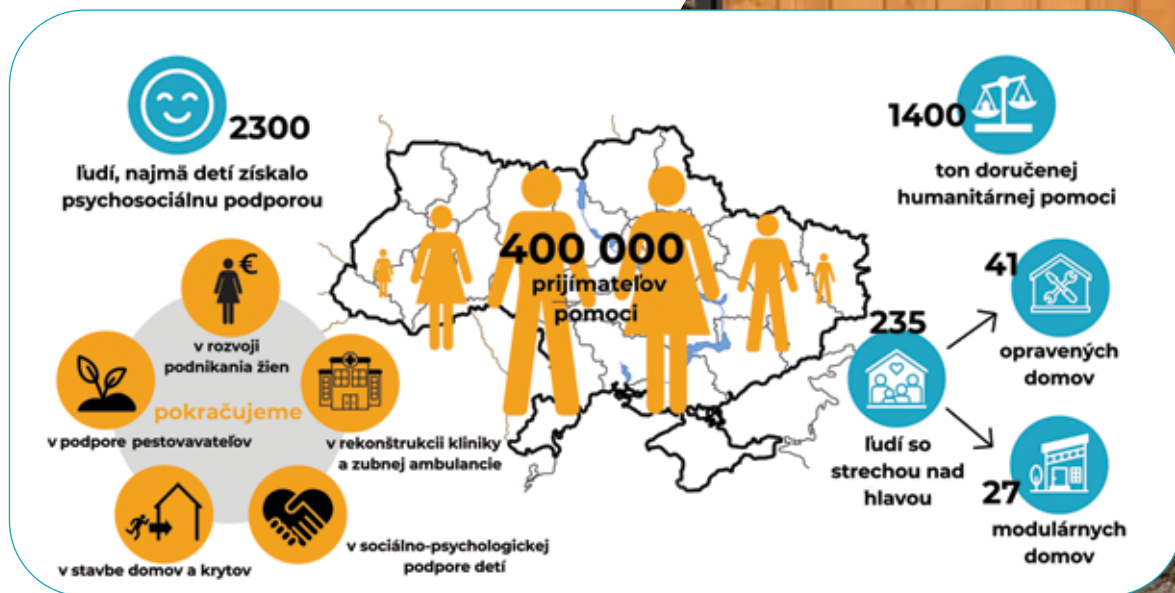 2300
ľudí, najmä detí získalo
psychosociálnu podporou
1400
ton doručenej
humanitárnej pomoci
400 000
prijímateľov
pomoci
€
v rozvoji
podnikania žien
pokračujeme
v podpore pestovavateľov
v rekonštrukcii kliniky
a zubnej ambulancie
v stavbe domov a krytov
v sociálno-psychologickej
podpore detí
235
ľudí so
strechou nad
hlavou
41
opravených
domov
27
modulárnych
domov